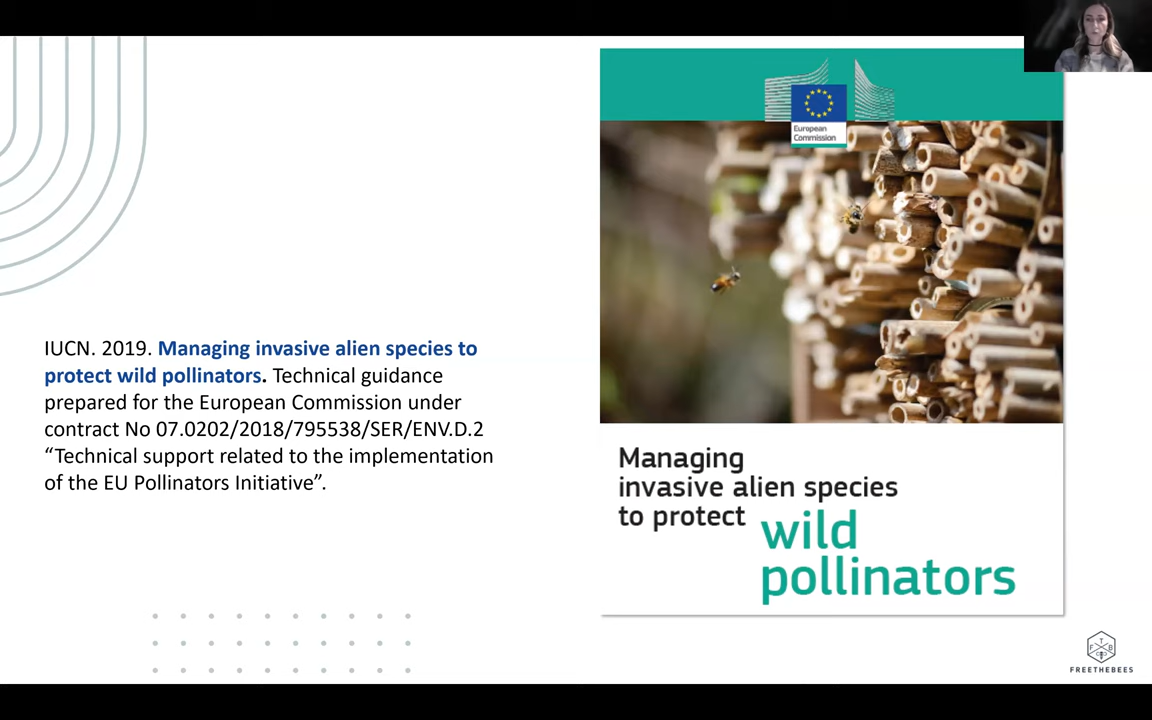 IUCN. 2019. Managing invasive alien species to
protect wild pollinators. Technical guidance
prepared for the European Commission under
contract No 07.0202/2018/795538/SER/ENV.D.2
“Technical support related to the implementation
of the EU Pollinators Initiative”.
European
Commission
Managing
invasive alien species
to protect
wild
pollinators
F T B
FREETHEBEES